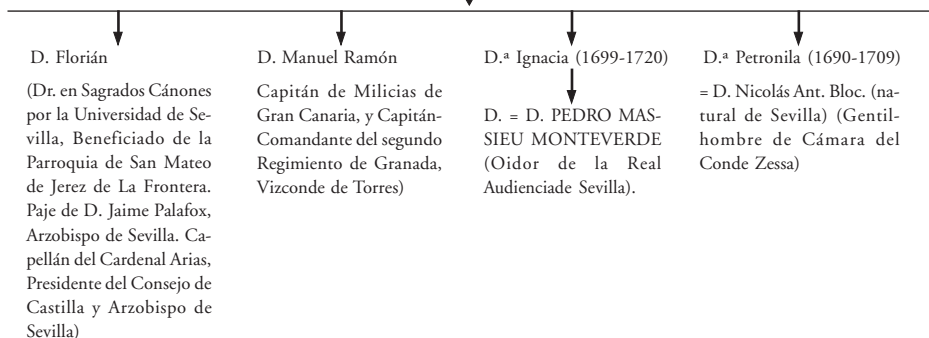 D. Florián
(Dr. en Sagrados Cánones
por la Universidad de Se-
villa, Beneficiado de la
Parroquia de San Mateo
de Jerez de La Frontera.
Paje de D. Jaime Palafox,
Arzobispo de Sevilla. Ca-
pellán del Cardenal Arias,
Presidente del Consejo de
Castilla y Arzobispo de
Sevilla)
D. Manuel Ramón
Capitán de Milicias de
Gran Canaria, y Capitán-
Comandante del segundo
Regimiento de Granada,
Vizconde de Torres)
D.ª Ignacia (1699-1720)
D. = D. PEDRO MAS-
SIEU MONTEVERDE
(Oidor de la Real
Audienciade Sevilla).
D.ª Petronila (1690-1709)
= D. Nicolás Ant. Bloc. (na-
tural de Sevilla) (Gentil-
hombre de Cámara del
Conde Zessa)